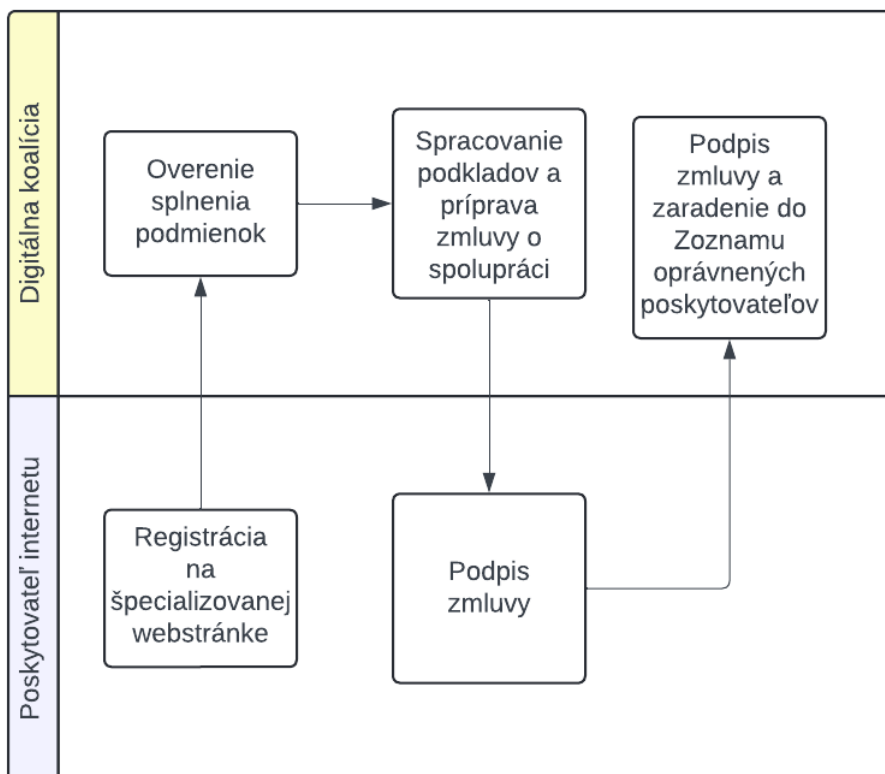 Digitálna koalícia
Overenie
splnenia
podmienok
Spracovanie
podkladov a
príprava
zmluvy o
spolupráci
Podpis
zmluvy a
zaradenie do
Zoznamu
oprávnených
poskytovateľov
Poskytovateľ internetu
Registrácia
na
špecializovanej
webstránke
Podpis
zmluvy